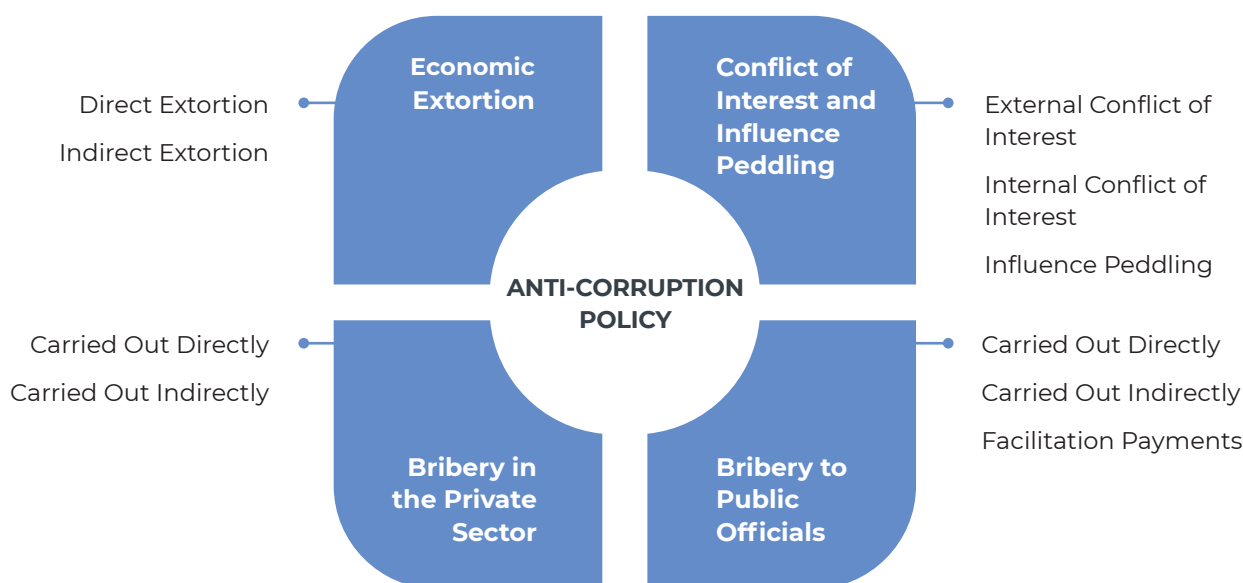 Economic
Extortion
Direct Extortion
Indirect Extortion
Conflict of
Interest and
Influence
Peddling
External Conflict of
Interest
Internal Conflict of
Interest
Influence Peddling
ANTI-CORRUPTION
POLICY
Carried Out Directly
Carried Out Indirectly
Bribery in
the Private
Sector
Bribery to
Public
Officials
Carried Out Directly
Carried Out Indirectly
Facilitation Payments